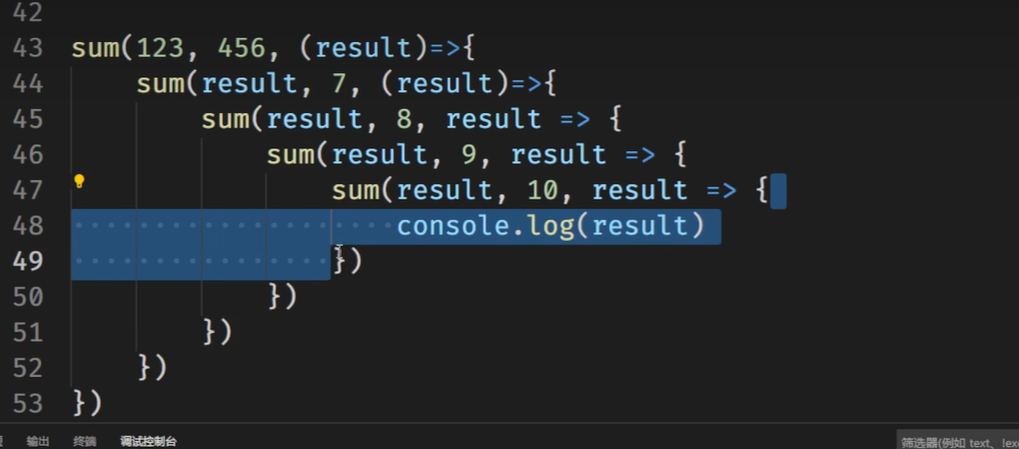 42
43 sum(123, 456, (result)=>{
44     sum(result, 7, (result)=>{
45         sum(result, 8, result => {
46             sum(result, 9, result => {
47                 sum(result, 10, result => {
48                     console.log(result)
49                 })
50             })
51         })
52     })
53 })
输出 终端 调试控制台 筛选器(例如 text、!exc